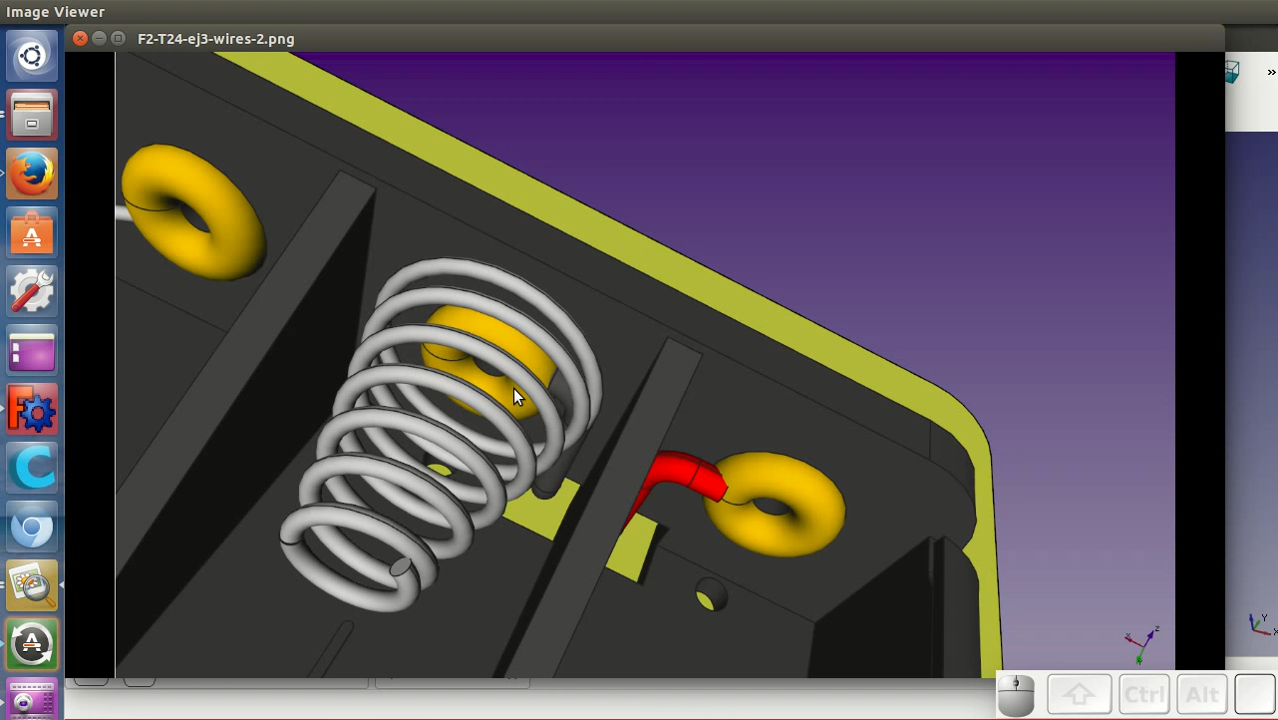 Image Viewer
F2-T24-ej3-wires-2.png
»
Y
X
x
z
Y
Ctrl
Alt